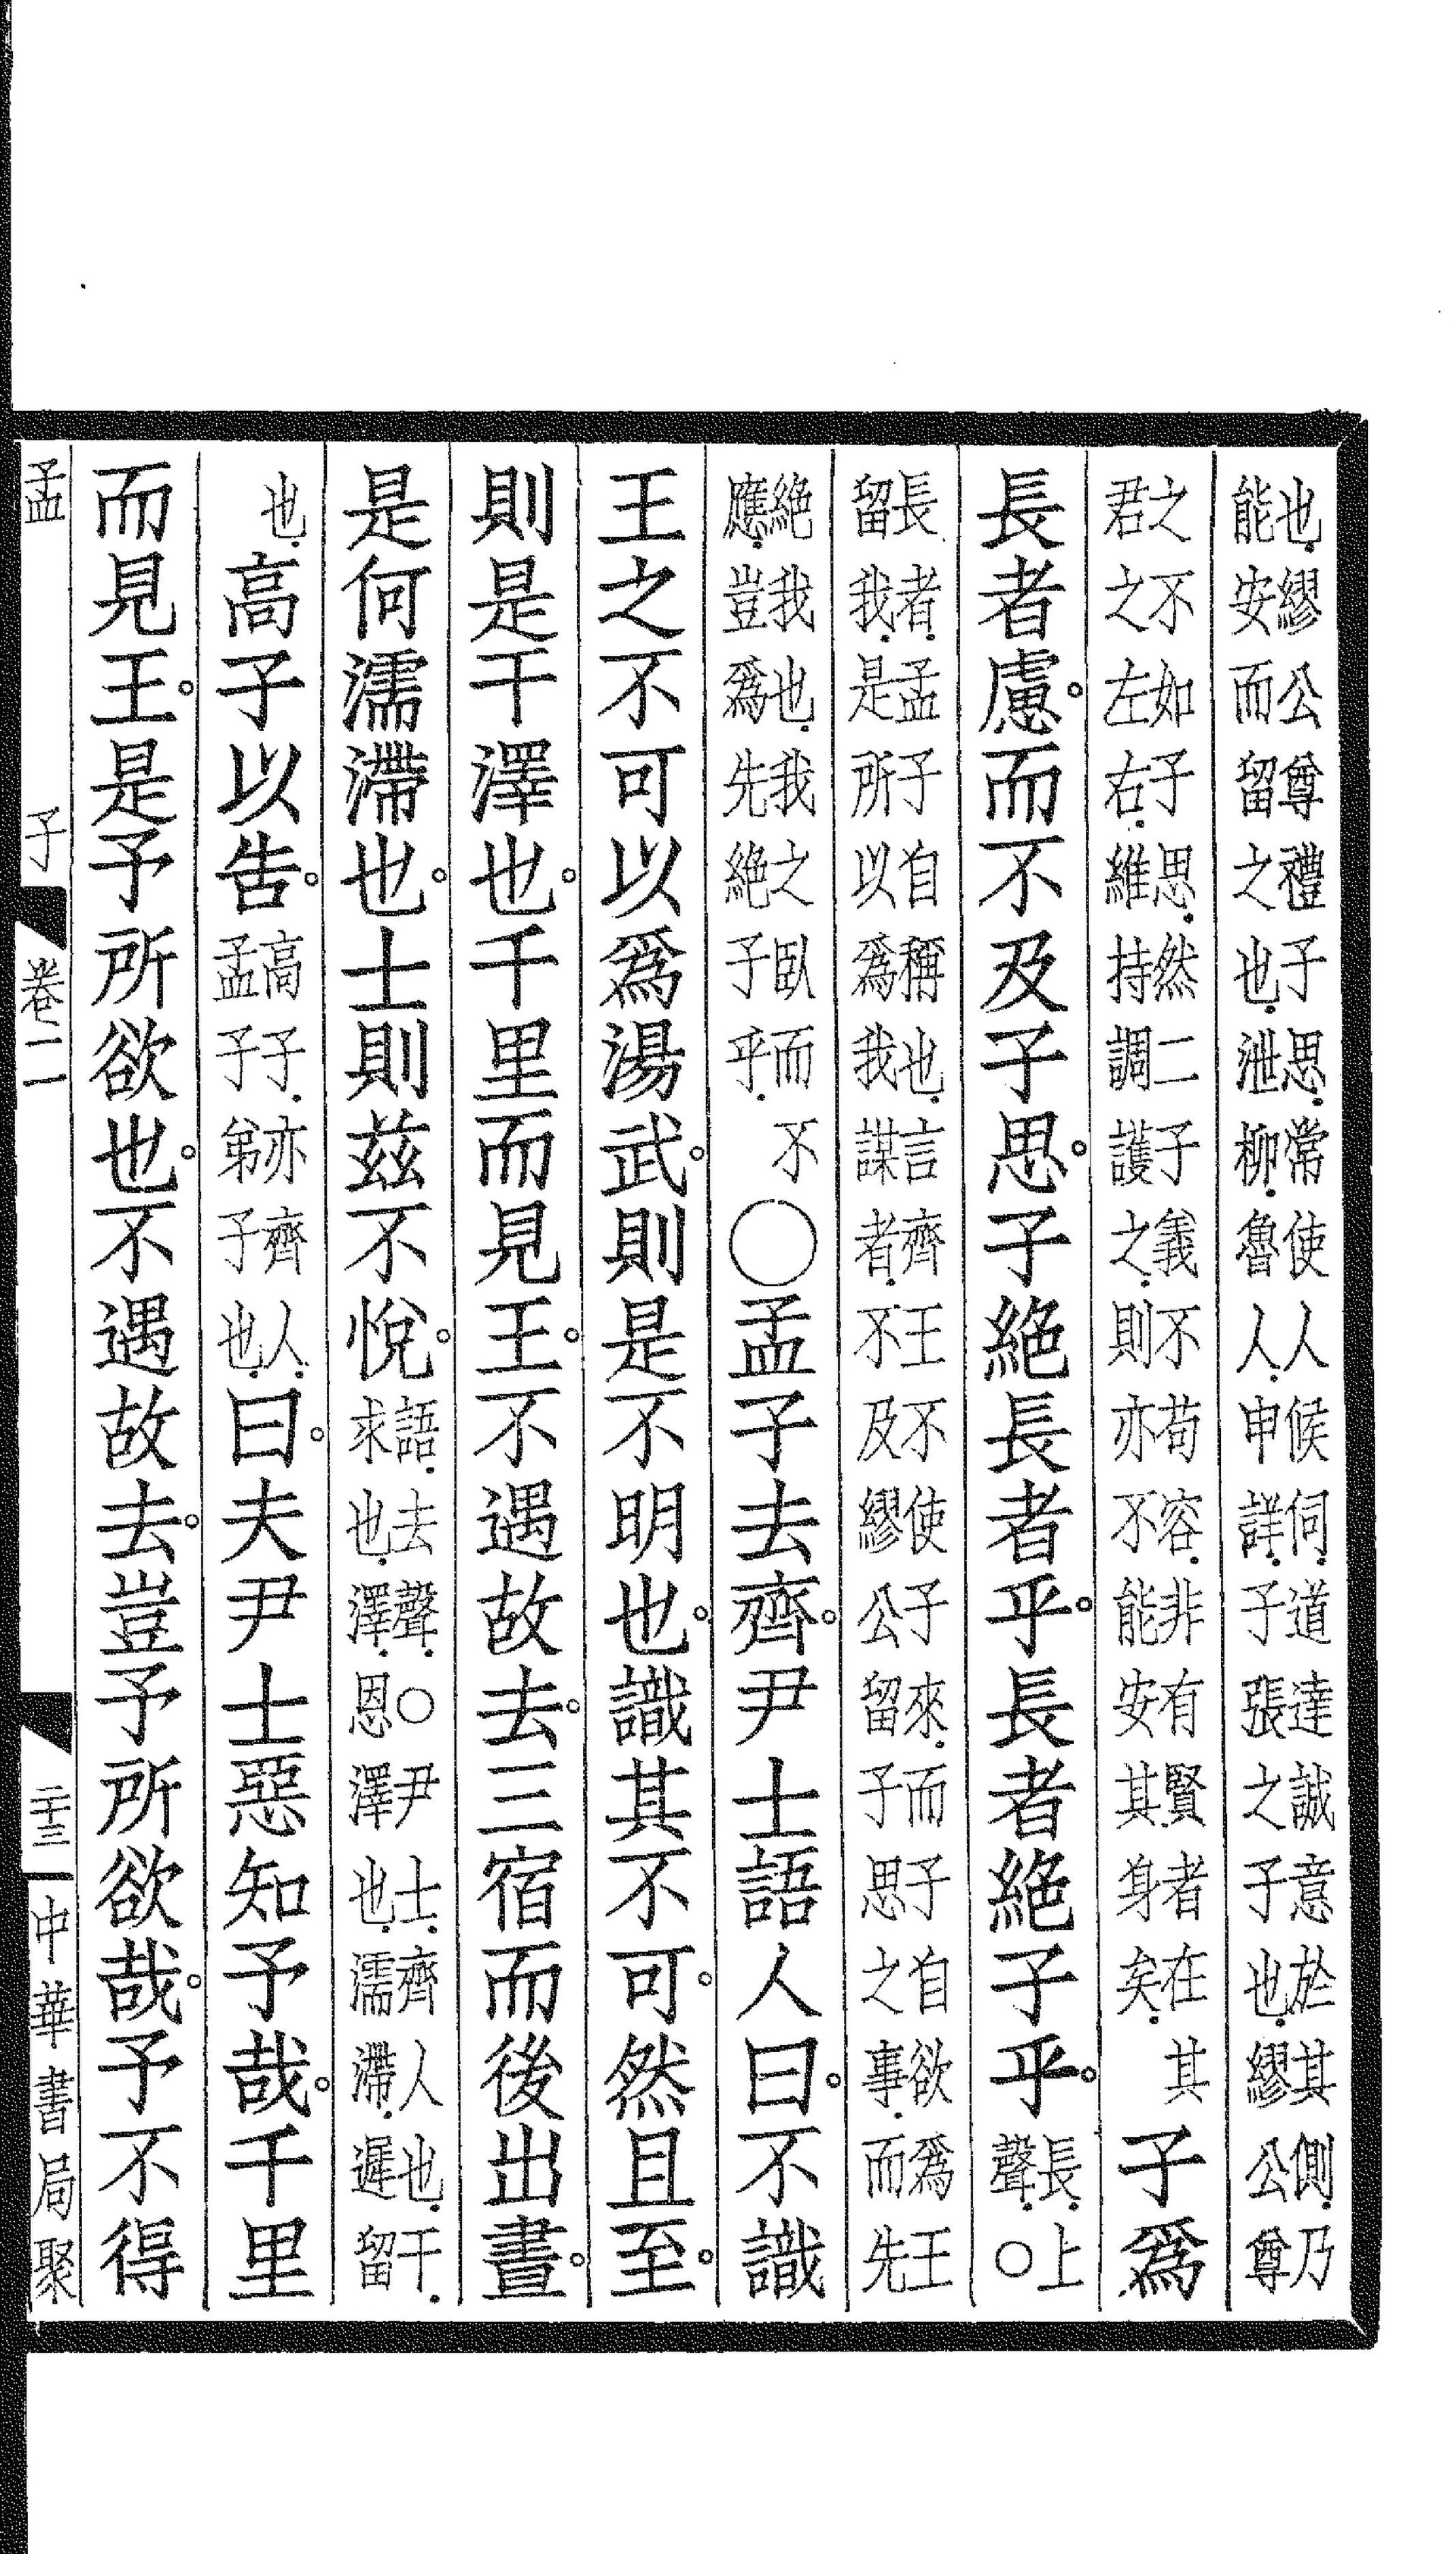 也．繆公尊禮子思．常使人候伺．道達誠意於其側．乃
能安而留之也．泄柳．魯人．申詳．子張之子也．繆公尊
之不如子思．然二子義不苟容．非有賢者在其
君之左右．維持調護之．則亦不能安其身矣．
子爲
長者慮。而不及子思。子絕長者乎。長者絕子乎。
長．上
聲．○
長者．孟子自稱也．言齊王不使子來．而子自欲爲王
留我．是所以爲我謀者．不及繆公留子思之事．而先
絕我也．我之臥而不
應．豈爲先絕子乎．
○孟子去齊。尹士語人曰。不識
王之不可以爲湯武。則是不明也。識其不可。然且至。
則是干澤也。千里而見王。不遇故去。三宿而後出晝。
是何濡滯也。士則茲不悅。
語．去聲．○尹士．齊人也．干．
求也．澤．恩澤也．濡滯．遲留
也．
高子以告。
高子．亦齊人．
孟子弟子也．
曰。夫尹士惡知予哉。千里
而見王。是予所欲也。不遇故去。豈予所欲哉。予不得
孟子 卷二 二十三 中華書局聚